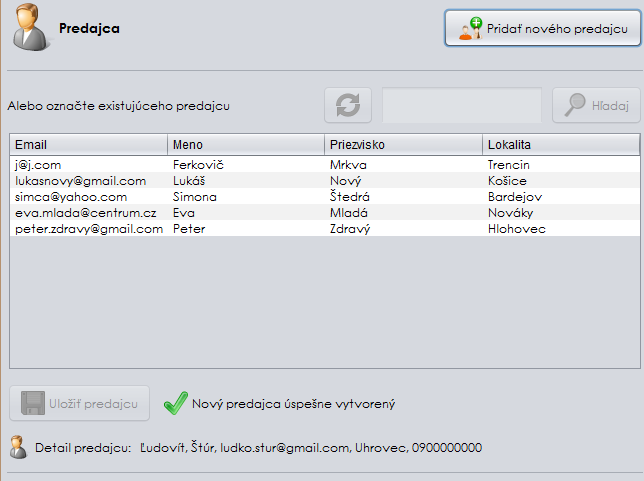 Predajca
Pridať nového predajcu
Alebo označte existujúceho predajcu
Hľadaj
Email Meno Priezvisko Lokalita
j@j.com Ferkovič Mrkva Trencin
lukasnovy@gmail.com Lukáš Nový Košice
simca@yahoo.com Simona Štedrá Bardejov
eva.mlada@centrum.cz Eva Mladá Nováky
peter.zdravy@gmail.com Peter Zdravý Hlohovec
Uložiť predajcu
Nový predajca úspešne vytvorený
Detail predajcu: Ľudovít, Štúr, ludko.stur@gmail.com, Uhrovec, 0900000000